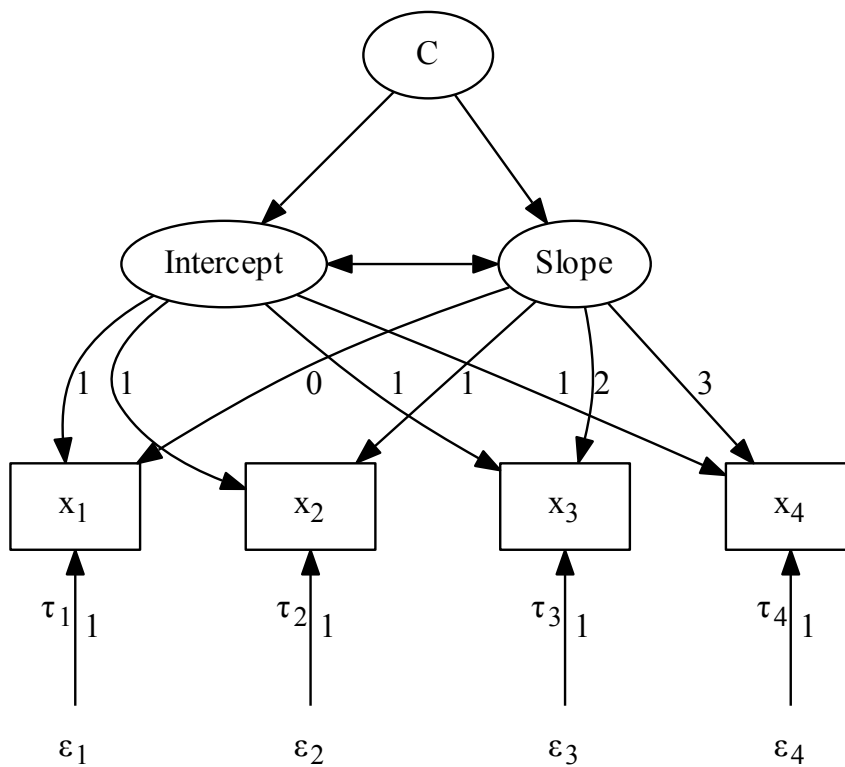 C
Intercept Slope
1 1 0 1 1 1 2 3
x₁ x₂ x₃ x₄
τ₁ 1 τ₂ 1 τ₃ 1 τ₄ 1
ε₁ ε₂ ε₃ ε₄